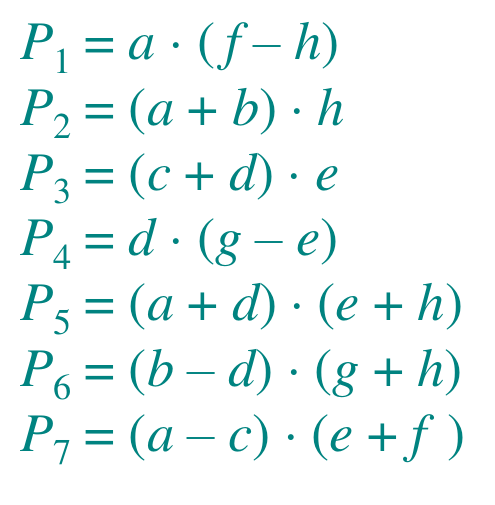 P₁ = a · (f – h)
P₂ = (a + b) · h
P₃ = (c + d) · e
P₄ = d · (g – e)
P₅ = (a + d) · (e + h)
P₆ = (b – d) · (g + h)
P₇ = (a – c) · (e + f )